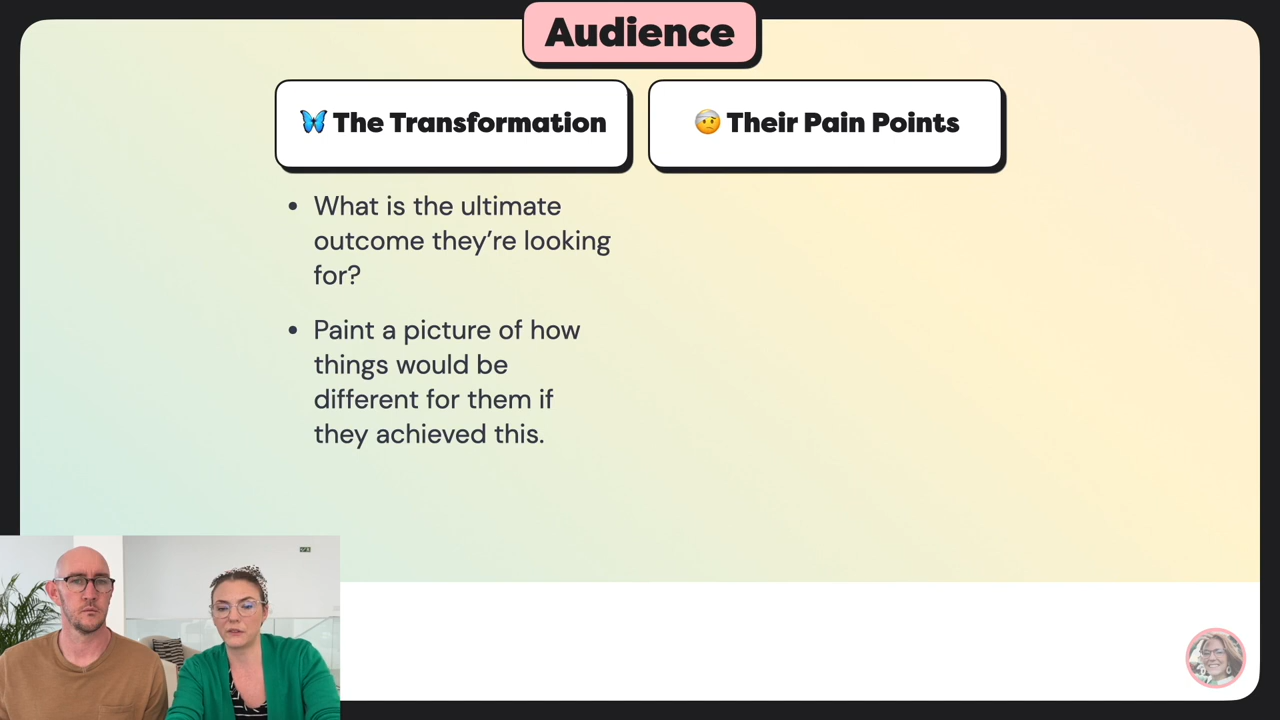 Audience
🦋 The Transformation
🤕 Their Pain Points
• What is the ultimate
outcome they’re looking
for?
• Paint a picture of how
things would be
different for them if
they achieved this.